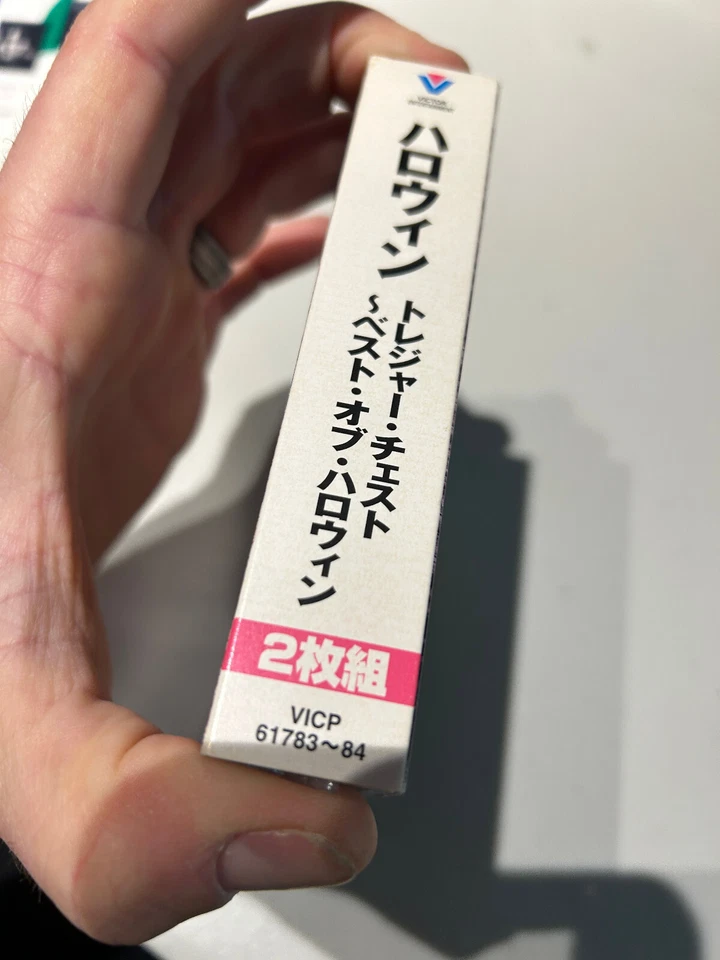 VICTOR
ハロウィン
トレジャー・チェスト
～ベスト・オブ・ハロウィン
2枚組
VICP
61783～84